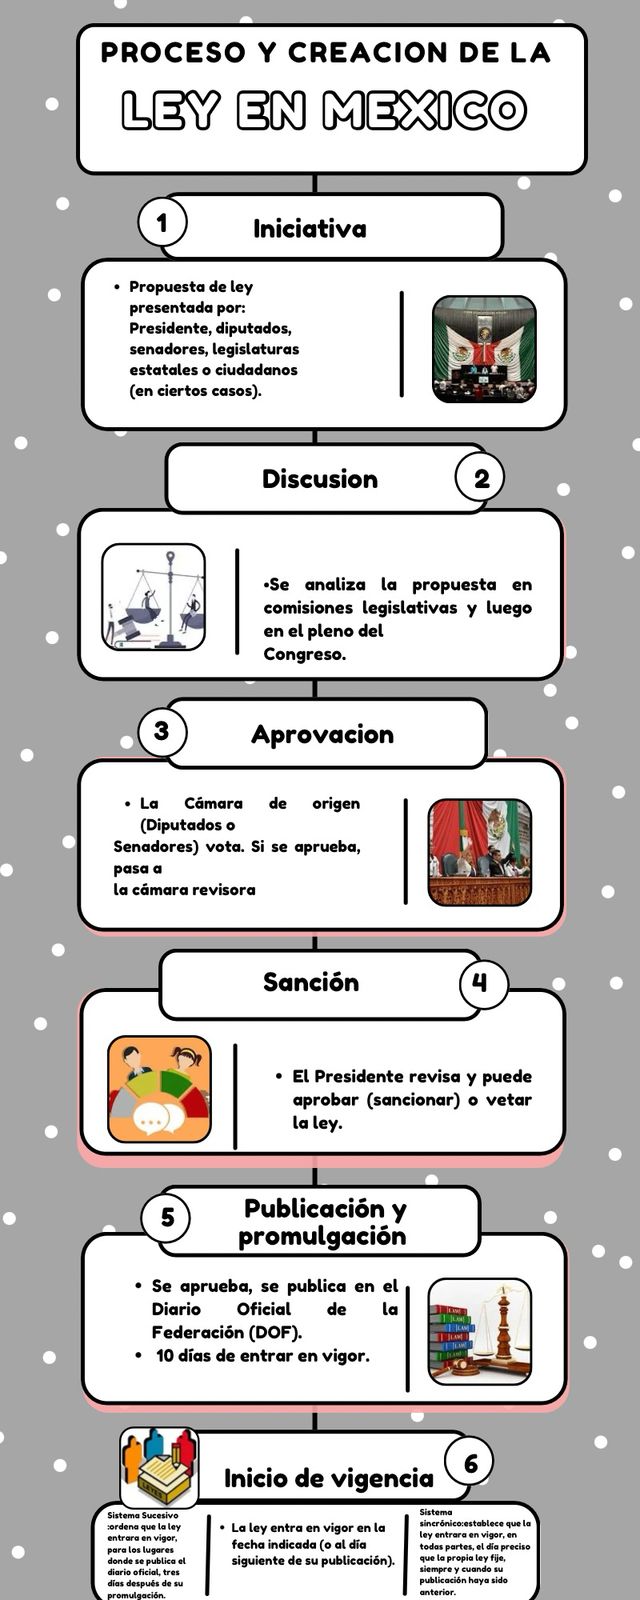 PROCESO Y CREACION DE LA
LEY EN MEXICO
1
Iniciativa
• Propuesta de ley
presentada por:
Presidente, diputados,
senadores, legislaturas
estatales o ciudadanos
(en ciertos casos).
Discusion
2
•Se analiza la propuesta en
comisiones legislativas y luego
en el pleno del
Congreso.
3
Aprovacion
• La Cámara de origen
(Diputados o
Senadores) vota. Si se aprueba,
pasa a
la cámara revisora
Sanción
4
• El Presidente revisa y puede
aprobar (sancionar) o vetar
la ley.
5
Publicación y
promulgación
• Se aprueba, se publica en el
Diario Oficial de la
Federación (DOF).
• 10 días de entrar en vigor.
LAW
LAW
LAW
LAW
LAW
LEYES
Inicio de vigencia
6
Sistema Sucesivo
:ordena que la ley
entrara en vigor,
para los lugares
donde se publica el
diario oficial, tres
días después de su
promulgación.
• La ley entra en vigor en la
fecha indicada (o al día
siguiente de su publicación).
Sistema
sincrónico:establece que la
ley entrara en vigor, en
todas partes, el día preciso
que la propia ley fije,
siempre y cuando su
publicación haya sido
anterior.